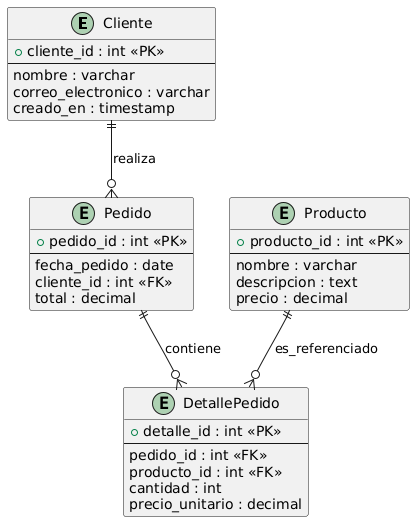 E Cliente
cliente_id : int «PK»
nombre : varchar
correo_electronico : varchar
creado_en : timestamp
realiza
E Pedido
pedido_id : int «PK»
fecha_pedido : date
cliente_id : int «FK»
total : decimal
E Producto
producto_id : int «PK»
nombre : varchar
descripcion : text
precio : decimal
contiene
es_referenciado
E DetallePedido
detalle_id : int «PK»
pedido_id : int «FK»
producto_id : int «FK»
cantidad : int
precio_unitario : decimal